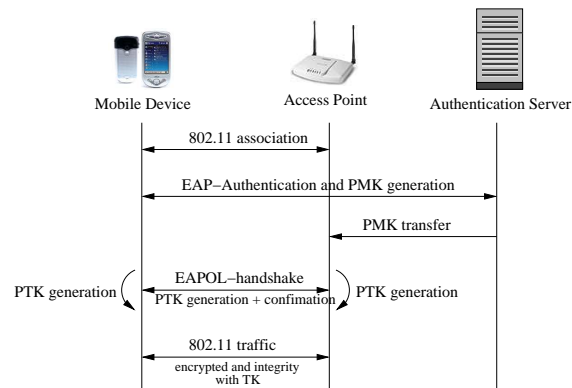 Mobile Device
Access Point
Authentication Server
802.11 association
EAP−Authentication and PMK generation
PMK transfer
PTK generation
EAPOL−handshake
PTK generation + confimation
PTK generation
802.11 traffic
encrypted and integrity
with TK